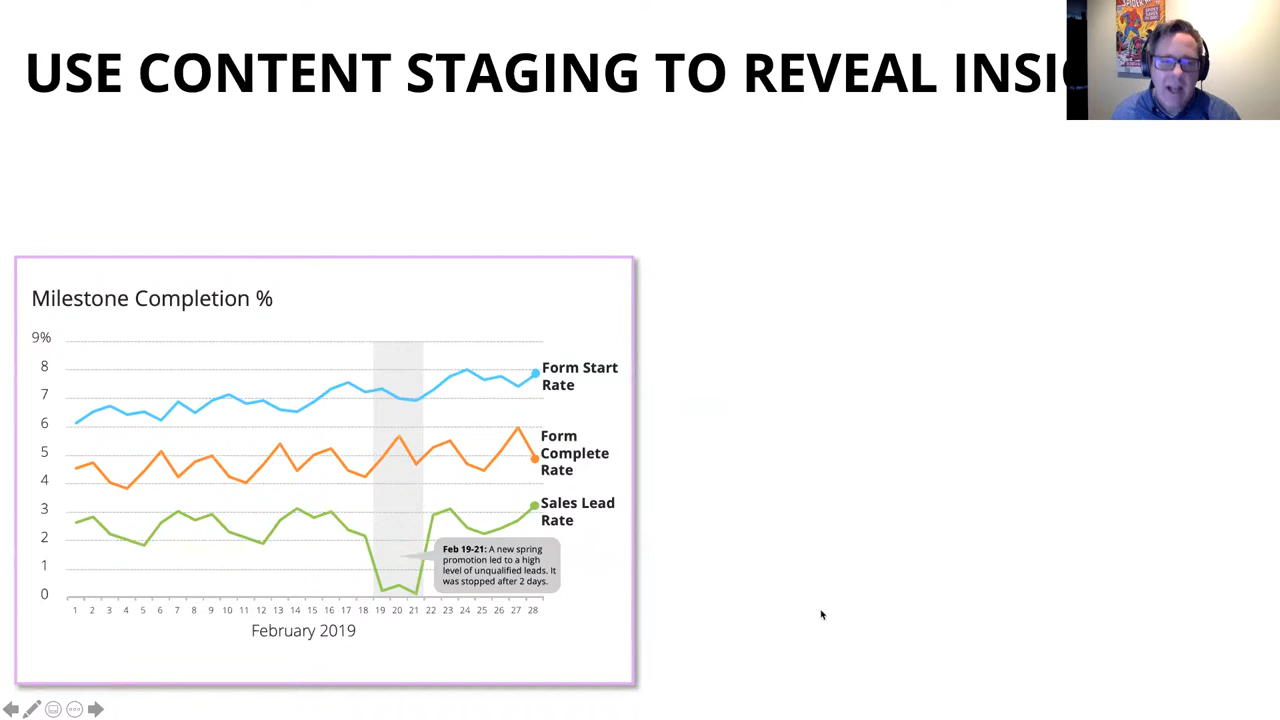 USE CONTENT STAGING TO REVEAL
Milestone Completion %
9%
8
7
6
5
4
3
2
1
0
Form Start
Rate
Form
Complete
Rate
Sales Lead
Rate
Feb 19-21: A new spring
promotion led to a high
level of unqualified leads. It
was stopped after 2 days.
1 2 3 4 5 6 7 8 9 10 11 12 13 14 15 16 17 18 19 20 21 22 23 24 25 26 27 28
February 2019